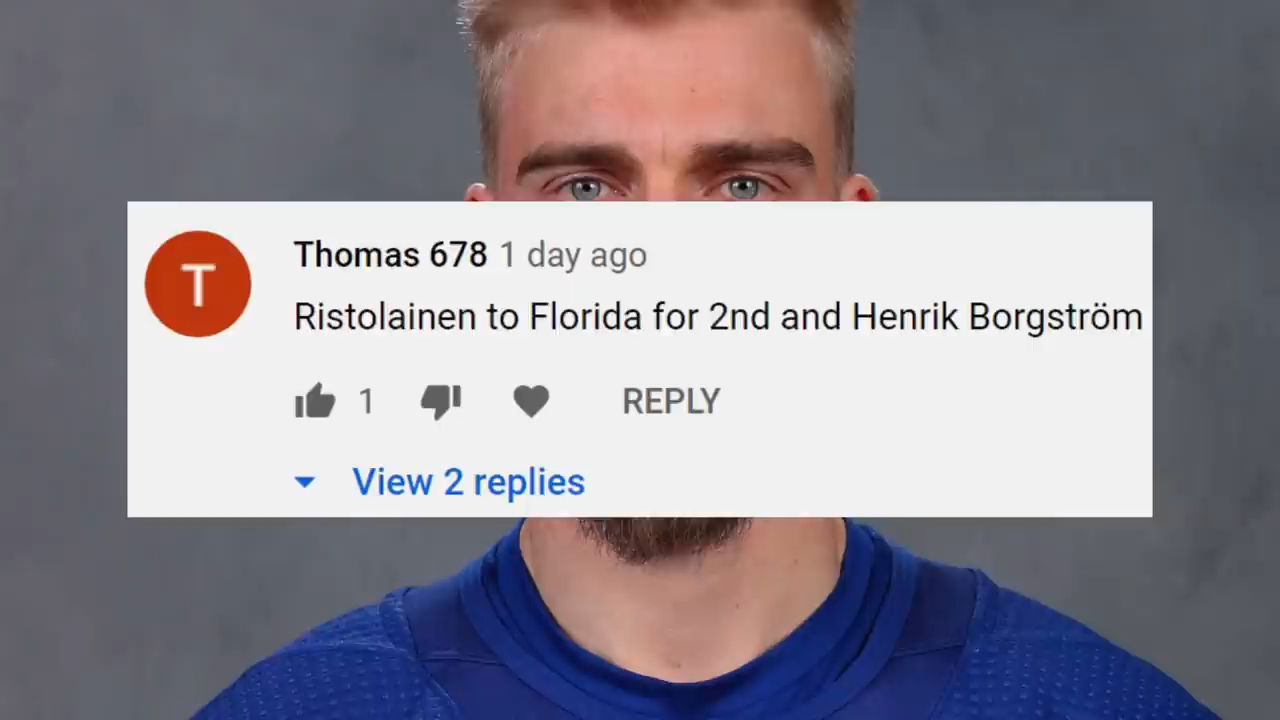 T
Thomas 678 1 day ago
Ristolainen to Florida for 2nd and Henrik Borgström
1
REPLY
View 2 replies